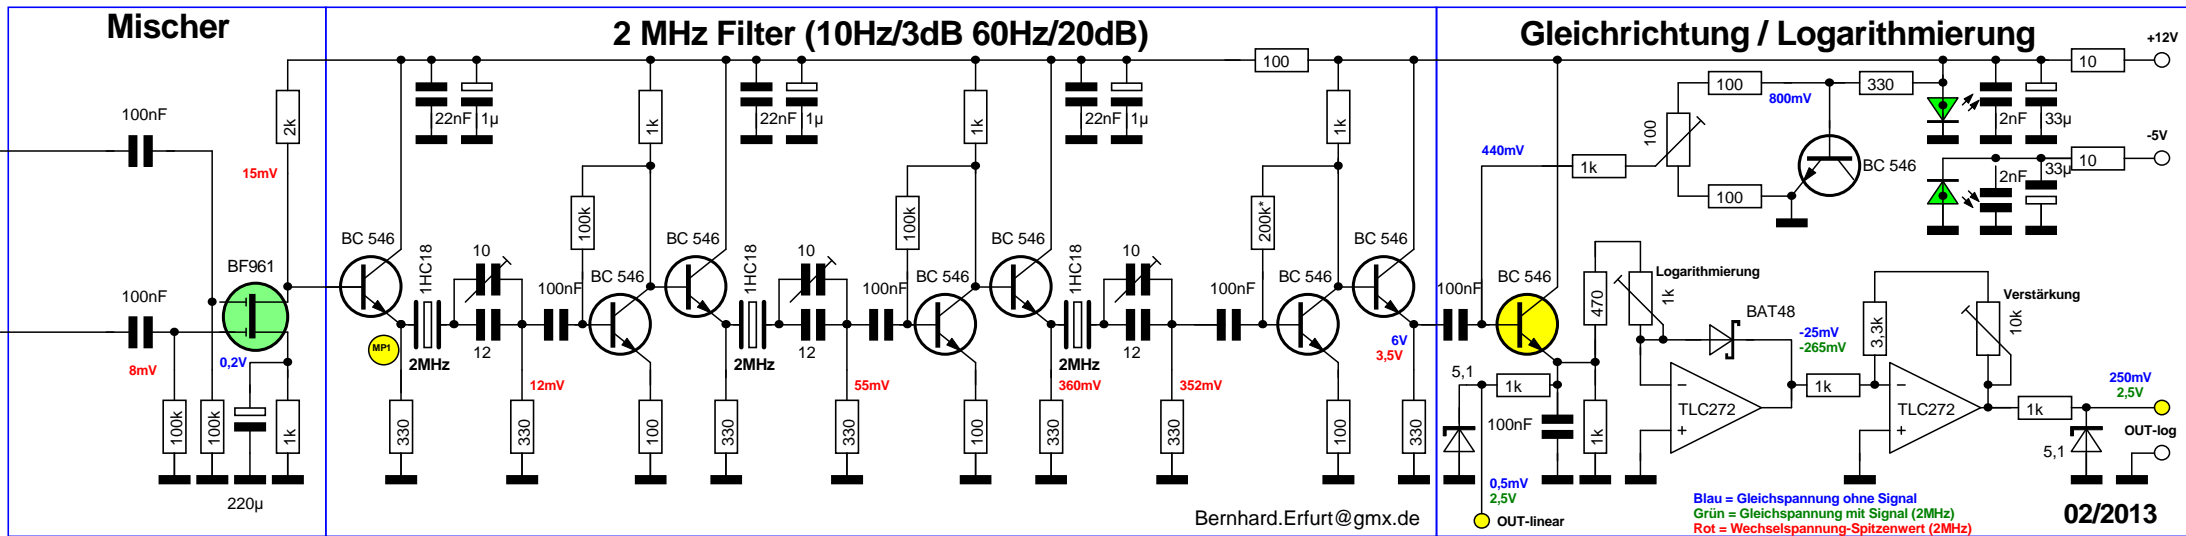 Mischer
2 MHz Filter (10Hz/3dB 60Hz/20dB)
Gleichrichtung / Logarithmierung
+12V
100
10
100
330
800mV
100nF
2k
22nF
1µ
1k
22nF
1µ
1k
22nF
1µ
1k
2nF
33µ
-5V
100
440mV
1k
BC 546
10
2nF
33µ
15mV
100
100k
100k
200k*
BC 546
1HC18
10
BC 546
1HC18
10
BC 546
1HC18
10
BC 546
BF961
BC 546
BC 546
BC 546
100nF
BC 546
Logarithmierung
100nF
100nF
100nF
100nF
470
1k
BAT48
Verstärkung
10k
MP1
2MHz
12
2MHz
12
2MHz
12
6V
3,5V
-25mV
-265mV
3,3k
8mV
0,2V
12mV
55mV
360mV
352mV
5,1
1k
1k
250mV
2,5V
TLC272
TLC272
1k
100k
100k
1k
330
330
100
330
330
100
330
330
100
330
100nF
1k
OUT-log
5,1
220µ
0,5mV
2,5V
OUT-linear
Bernhard.Erfurt@gmx.de
Blau = Gleichspannung ohne Signal
Grün = Gleichspannung mit Signal (2MHz)
Rot = Wechselspannung-Spitzenwert (2MHz)
02/2013